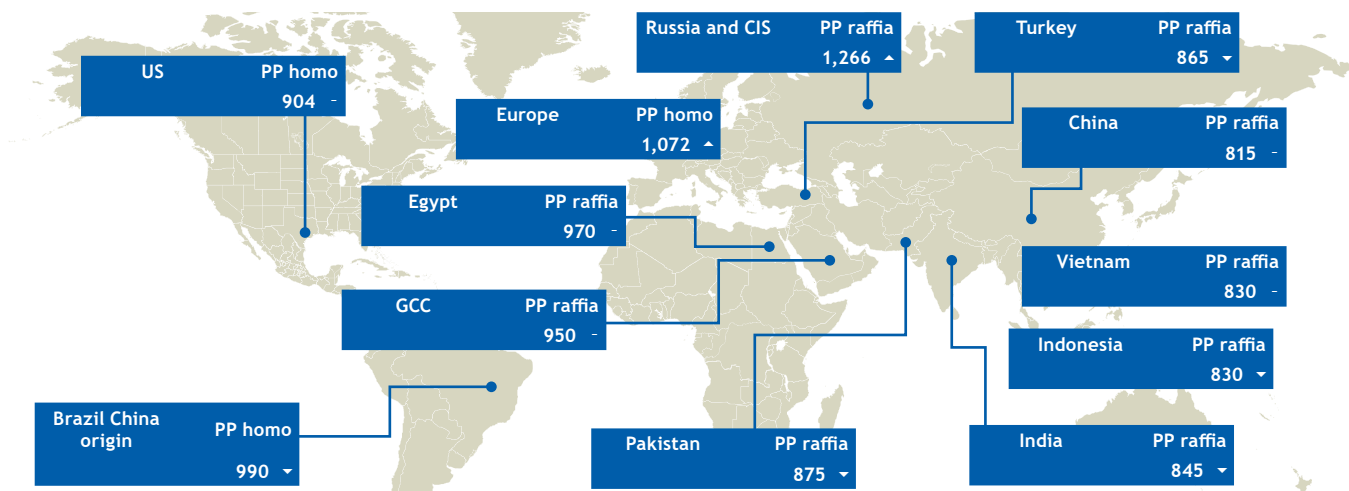 Russia and CIS PP raffia
1,266 ▲
Turkey PP raffia
865 ▼
US PP homo
904 –
Europe PP homo
1,072 ▲
China PP raffia
815 –
Egypt PP raffia
970 –
Vietnam PP raffia
830 –
GCC PP raffia
950 –
Indonesia PP raffia
830 ▼
Brazil China
origin PP homo
990 ▼
Pakistan PP raffia
875 ▼
India PP raffia
845 ▼